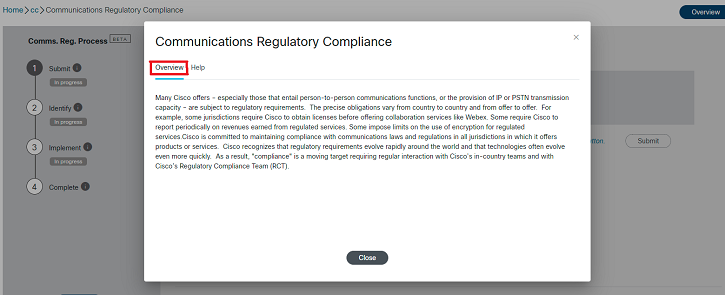 Home > cc > Communications Regulatory Compliance
Overview
Comms. Reg. Process BETA
1 Submit
In progress
2 Identify
In progress
3 Implement
In progress
4 Complete
Communications Regulatory Compliance
×
Overview Help
Many Cisco offers – especially those that entail person-to-person communications functions, or the provision of IP or PSTN transmission
capacity – are subject to regulatory requirements. The precise obligations vary from country to country and from offer to offer. For
example, some jurisdictions require Cisco to obtain licenses before offering collaboration services like Webex. Some require Cisco to
report periodically on revenues earned from regulated services. Some impose limits on the use of encryption for regulated
services.Cisco is committed to maintaining compliance with communications laws and regulations in all jurisdictions in which it offers
products or services. Cisco recognizes that regulatory requirements evolve rapidly around the world and that technologies often evolve
even more quickly. As a result, "compliance" is a moving target requiring regular interaction with Cisco's in-country teams and with
Cisco's Regulatory Compliance Team (RCT).
Submit
Close